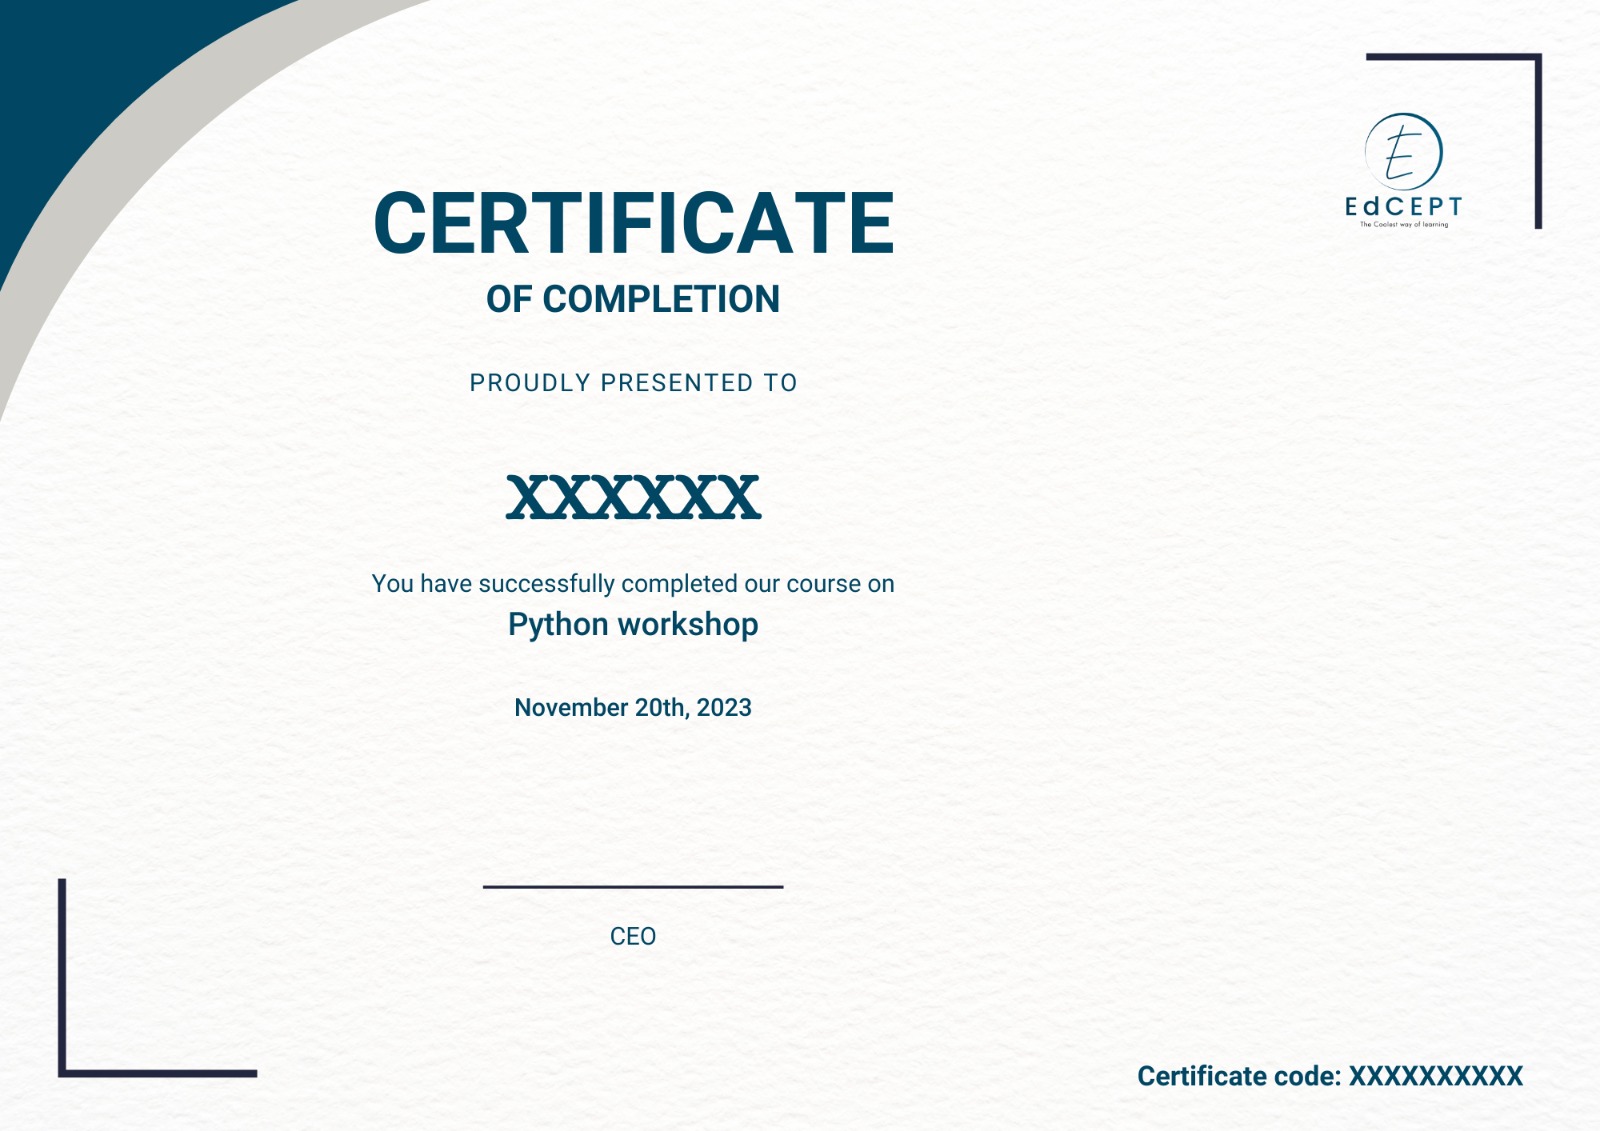 E
EdCEPT
The Coolest way of learning
CERTIFICATE
OF COMPLETION
PROUDLY PRESENTED TO
XXXXXX
You have successfully completed our course on
Python workshop
November 20th, 2023
CEO
Certificate code: XXXXXXXXXX